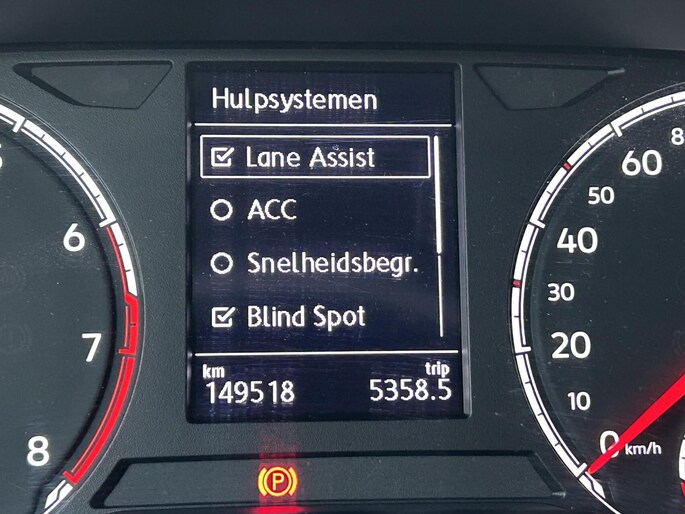 Hulpsystemen
Lane Assist
ACC
Snelheidsbegr.
Blind Spot
km trip
149518 5358.5
6
7
8
8
60
50
40
30
20
10
0 km/h
P